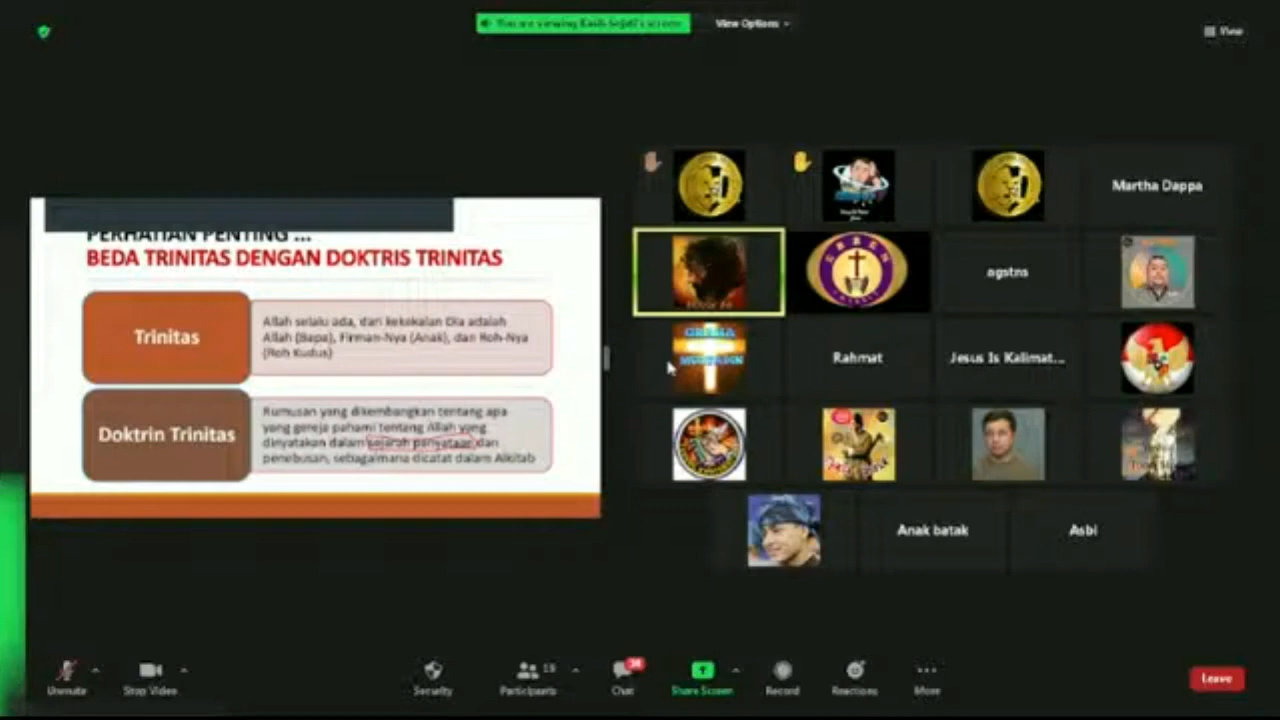 You are viewing Kasih Sejati's screen
View Options
View
PERHATIAN PENTING ...
BEDA TRINITAS DENGAN DOKTRIS TRINITAS
Trinitas
Allah selalu ada, dari kekekalan Dia adalah
Allah (Bapa), Firman-Nya (Anak), dan Roh-Nya
(Roh Kudus)
Doktrin Trinitas
Rumusan yang dikembangkan tentang apa
yang gereja pahami tentang Allah yang
dinyatakan dalam sejarah panyataan dan
penebusan, sebagaimana dicatat dalam Alkitab
Martha Dappa
agstns
Rahmat
Jesus Is Kalimat...
Anak batak
Asbi
Unmute
Stop Video
Security
Participants
19
Chat
Share Screen
Record
Reactions
More
Leave